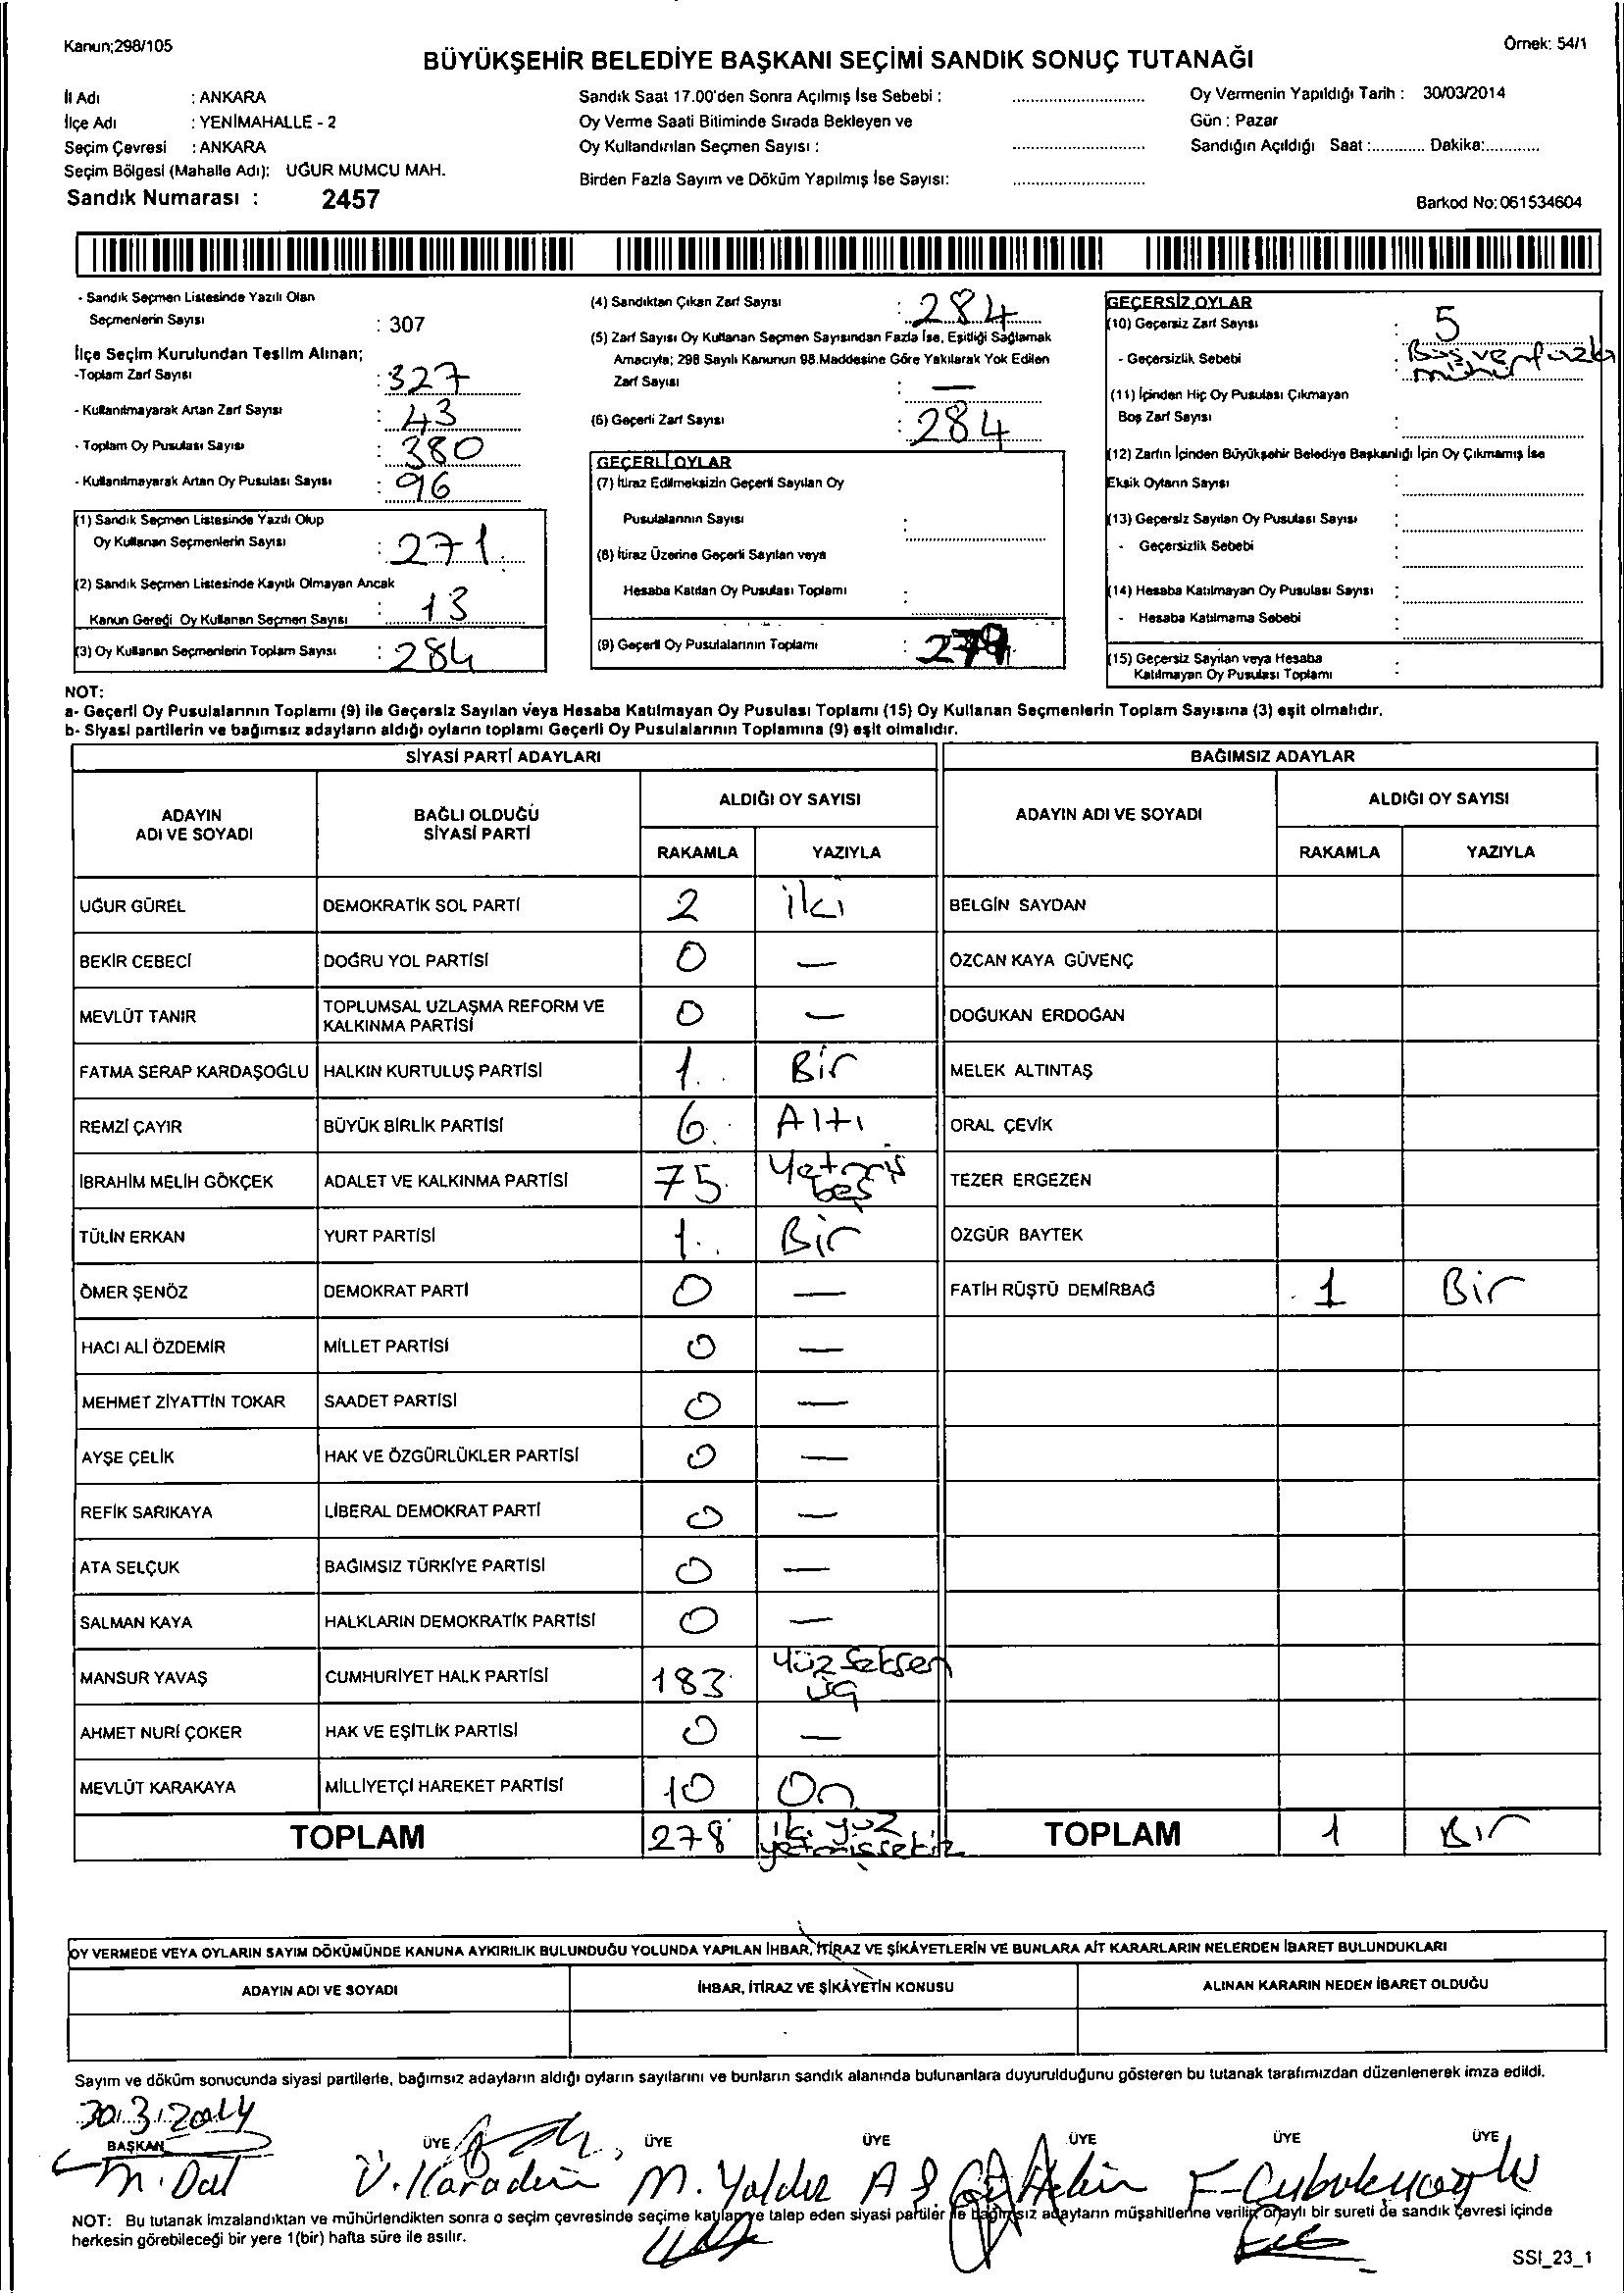 Kanun;298/105
Örnek: 54/1
BÜYÜKŞEHİR BELEDİYE BAŞKANI SEÇİMİ SANDIK SONUÇ TUTANAĞI
İl Adı : ANKARA
İlçe Adı : YENİMAHALLE - 2
Seçim Çevresi : ANKARA
Seçim Bölgesi (Mahalle Adı): UĞUR MUMCU MAH.
Sandık Numarası : 2457
Sandık Saat 17.00'den Sonra Açılmış İse Sebebi :
Oy Verme Saati Bitiminde Sırada Bekleyen ve
Oy Kullandırılan Seçmen Sayısı :
Birden Fazla Sayım ve Döküm Yapılmış İse Sayısı:
Oy Vermenin Yapıldığı Tarih : 30/03/2014
Gün : Pazar
Sandığın Açıldığı Saat :............ Dakika:............
Barkod No:061534604
- Sandık Seçmen Listesinde Yazılı Olan
Seçmenlerin Sayısı : 307
İlçe Seçim Kurulundan Teslim Alınan;
-Toplam Zarf Sayısı : 327
- Kullanılmayarak Artan Zarf Sayısı : 43
- Toplam Oy Pusulası Sayısı : 380
- Kullanılmayarak Artan Oy Pusulası Sayısı : 96
(1) Sandık Seçmen Listesinde Yazılı Olup
Oy Kullanan Seçmenlerin Sayısı : 271
(2) Sandık Seçmen Listesinde Kayıtlı Olmayan Ancak
Kanun Gereği Oy Kullanan Seçmen Sayısı : 13
(3) Oy Kullanan Seçmenlerin Toplam Sayısı : 284
(4) Sandıktan Çıkan Zarf Sayısı : 284
(5) Zarf Sayısı Oy Kullanan Seçmen Sayısından Fazla İse, Eşitliği Sağlamak
Amacıyla; 298 Sayılı Kanunun 98.Maddesine Göre Yakılarak Yok Edilen
Zarf Sayısı : —
(6) Geçerli Zarf Sayısı : 284
GEÇERLİ OYLAR
(7) İtiraz Edilmeksizin Geçerli Sayılan Oy
Pusulalarının Sayısı :
(8) İtiraz Üzerine Geçerli Sayılan veya
Hesaba Katılan Oy Pusulası Toplamı :
(9) Geçerli Oy Pusulalarının Toplamı : 279
GEÇERSİZ OYLAR
(10) Geçersiz Zarf Sayısı : 5
- Geçersizlik Sebebi : Boş ve fazla
mühür
(11) İçinden Hiç Oy Pusulası Çıkmayan
Boş Zarf Sayısı :
(12) Zarfın İçinden Büyükşehir Belediye Başkanlığı İçin Oy Çıkmamış İse
Eksik Oyların Sayısı :
(13) Geçersiz Sayılan Oy Pusulası Sayısı :
- Geçersizlik Sebebi :
(14) Hesaba Katılmayan Oy Pusulası Sayısı :
- Hesaba Katılmama Sebebi :
(15) Geçersiz Sayılan veya Hesaba
Katılmayan Oy Pusulası Toplamı :
NOT:
a- Geçerli Oy Pusulalarının Toplamı (9) ile Geçersiz Sayılan veya Hesaba Katılmayan Oy Pusulası Toplamı (15) Oy Kullanan Seçmenlerin Toplam Sayısına (3) eşit olmalıdır.
b- Siyasi partilerin ve bağımsız adayların aldığı oyların toplamı Geçerli Oy Pusulalarının Toplamına (9) eşit olmalıdır.
SİYASİ PARTİ ADAYLARI
BAĞIMSIZ ADAYLAR
ADAYIN ADI VE SOYADI
BAĞLI OLDUĞU SİYASİ PARTİ
ALDIĞI OY SAYISI
RAKAMLA YAZIYLA
ADAYIN ADI VE SOYADI
ALDIĞI OY SAYISI
RAKAMLA YAZIYLA
UĞUR GÜREL DEMOKRATİK SOL PARTİ 2 iki BELGİN SAYDAN
BEKİR CEBECİ DOĞRU YOL PARTİSİ 0 — ÖZCAN KAYA GÜVENÇ
MEVLÜT TANIR TOPLUMSAL UZLAŞMA REFORM VE KALKINMA PARTİSİ 0 — DOĞUKAN ERDOĞAN
FATMA SERAP KARDAŞOĞLU HALKIN KURTULUŞ PARTİSİ 1 Bir MELEK ALTINTAŞ
REMZİ ÇAYIR BÜYÜK BİRLİK PARTİSİ 6 Altı ORAL ÇEVİK
İBRAHİM MELİH GÖKÇEK ADALET VE KALKINMA PARTİSİ 75 Yetmiş beş TEZER ERGEZEN
TÜLİN ERKAN YURT PARTİSİ 1 Bir ÖZGÜR BAYTEK
ÖMER ŞENÖZ DEMOKRAT PARTİ 0 — FATİH RÜŞTÜ DEMİRBAĞ 1 Bir
HACI ALİ ÖZDEMİR MİLLET PARTİSİ 0 —
MEHMET ZİYATTİN TOKAR SAADET PARTİSİ 0 —
AYŞE ÇELİK HAK VE ÖZGÜRLÜKLER PARTİSİ 0 —
REFİK SARIKAYA LİBERAL DEMOKRAT PARTİ 0 —
ATA SELÇUK BAĞIMSIZ TÜRKİYE PARTİSİ 0 —
SALMAN KAYA HALKLARIN DEMOKRATİK PARTİSİ 0 —
MANSUR YAVAŞ CUMHURİYET HALK PARTİSİ 183 Yüz seksen üç
AHMET NURİ ÇOKER HAK VE EŞİTLİK PARTİSİ 0 —
MEVLÜT KARAKAYA MİLLİYETÇİ HAREKET PARTİSİ 10 On
TOPLAM 278 iki yüz yetmişsekiz TOPLAM 1 Bir
OY VERMEDE VEYA OYLARIN SAYIM DÖKÜMÜNDE KANUNA AYKIRILIK BULUNDUĞU YOLUNDA YAPILAN İHBAR, İTİRAZ VE ŞİKÂYETLERİN VE BUNLARA AİT KARARLARIN NELERDEN İBARET BULUNDUKLARI
ADAYIN ADI VE SOYADI İHBAR, İTİRAZ VE ŞİKÂYETİN KONUSU ALINAN KARARIN NEDEN İBARET OLDUĞU
Sayım ve döküm sonucunda siyasi partilerle, bağımsız adayların aldığı oyların sayılarını ve bunların sandık alanında bulunanlara duyurulduğunu gösteren bu tutanak tarafımızdan düzenlenerek imza edildi.
30.3.2014
BAŞKAN ÜYE ÜYE ÜYE ÜYE ÜYE ÜYE
M. Dal V. Karadeniz M. Yaldız
NOT: Bu tutanak imzalandıktan ve mühürlendikten sonra o seçim çevresinde seçime katılan ve talep eden siyasi partiler ile bağımsız adayların müşahitlerine verilir, onaylı bir sureti de sandık çevresi içinde
herkesin görebileceği bir yere 1(bir) hafta süre ile asılır.
SSI_23_1